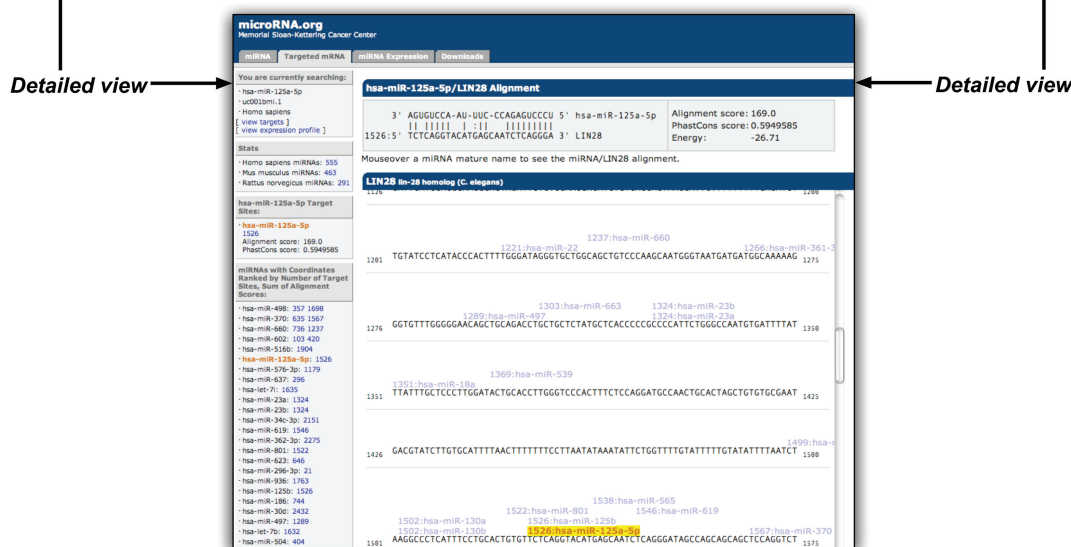 microRNA.org
Memorial Sloan-Kettering Cancer Center
miRNA Targeted mRNA miRNA Expression Downloads
Detailed view
Detailed view
You are currently searching:
· hsa-miR-125a-5p
· uc001bmi.1
· Homo sapiens
[ view targets ]
[ view expression profile ]
Stats
· Homo sapiens miRNAs: 555
· Mus musculus miRNAs: 463
· Rattus norvegicus miRNAs: 291
hsa-miR-125a-5p Target
Sites:
· hsa-miR-125a-5p
1526
Alignment score: 169.0
PhastCons score: 0.5949585
miRNAs with Coordinates
Ranked by Number of Target
Sites, Sum of Alignment
Scores:
· hsa-miR-498: 357 1698
· hsa-miR-370: 635 1567
· hsa-miR-660: 736 1237
· hsa-miR-602: 103 420
· hsa-miR-516b: 1904
· hsa-miR-125a-5p: 1526
· hsa-miR-576-3p: 1179
· hsa-miR-637: 296
· hsa-let-7i: 1635
· hsa-miR-23a: 1324
· hsa-miR-23b: 1324
· hsa-miR-34c-3p: 2151
· hsa-miR-619: 1546
· hsa-miR-362-3p: 2275
· hsa-miR-801: 1522
· hsa-miR-623: 646
· hsa-miR-296-3p: 21
· hsa-miR-936: 1763
· hsa-miR-125b: 1526
· hsa-miR-186: 744
· hsa-miR-30d: 2432
· hsa-miR-497: 1289
· hsa-let-7b: 1632
· hsa-miR-504: 404
hsa-miR-125a-5p/LIN28 Alignment
3' AGUGUCCA-AU-UUC-CCAGAGUCCCU 5' hsa-miR-125a-5p
|| ||||| | :|| |||||||||
1526:5' TCTCAGGTACATGAGCAATCTCAGGGA 3' LIN28
Alignment score: 169.0
PhastCons score: 0.5949585
Energy: -26.71
Mouseover a miRNA mature name to see the miRNA/LIN28 alignment.
LIN28 lin-28 homolog (C. elegans)
1126 1200
1237:hsa-miR-660
1221:hsa-miR-22 1266:hsa-miR-361-3
1201 TGTATCCTCATACCCACTTTTGGGATAGGGTGCTGGCAGCTGTCCCAAGCAATGGGTAATGATGATGGCAAAAAG 1275
1303:hsa-miR-663 1324:hsa-miR-23b
1289:hsa-miR-497 1324:hsa-miR-23a
1276 GGTGTTTGGGGGAACAGCTGCAGACCTGCTGCTCTATGCTCACCCCCGCCCCATTCTGGGCCAATGTGATTTTAT 1350
1369:hsa-miR-539
1351:hsa-miR-18a
1351 TTATTTGCTCCCTTGGATACTGCACCTTGGGTCCCACTTTCTCCAGGATGCCAACTGCACTAGCTGTGTGCGAAT 1425
1499:hsa-r
1426 GACGTATCTTGTGCATTTTAACTTTTTTTCCTTAATATAAATATTCTGGTTTTGTATTTTTGTATATTTTAATCT 1500
1538:hsa-miR-565
1522:hsa-miR-801 1546:hsa-miR-619
1502:hsa-miR-130a 1526:hsa-miR-125b
1502:hsa-miR-130b 1526:hsa-miR-125a-5p 1567:hsa-miR-370
1501 AAGGCCCTCATTTCCTGCACTGTGTTCTCAGGTACATGAGCAATCTCAGGGATAGCCAGCAGCAGCTCCAGGTCT 1575